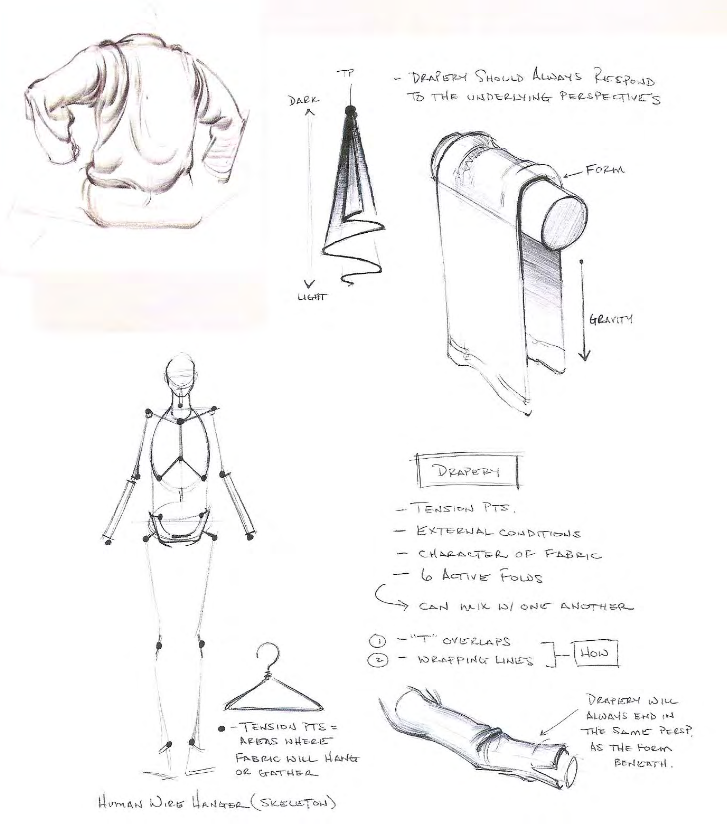 TP
DARK
- DRAPERY SHOULD ALWAYS RESPOND
TO THE UNDERLYING PERSPECTIVES
FORM
LIGHT
GRAVITY
DRAPERY
- TENSION PTS.
- EXTERNAL CONDITIONS
- CHARACTER OF FABRIC
- 6 ACTIVE FOLDS
CAN MIX W/ ONE ANOTHER
1 - "T" OVERLAPS
2 - WRAPPING LINES
HOW
- TENSION PTS =
AREAS WHERE
FABRIC WILL HANG
OR GATHER
DRAPERY WILL
ALWAYS END IN
THE SAME PERSP.
AS THE FORM
BENEATH.
HUMAN WIRE HANGER (SKELETON)